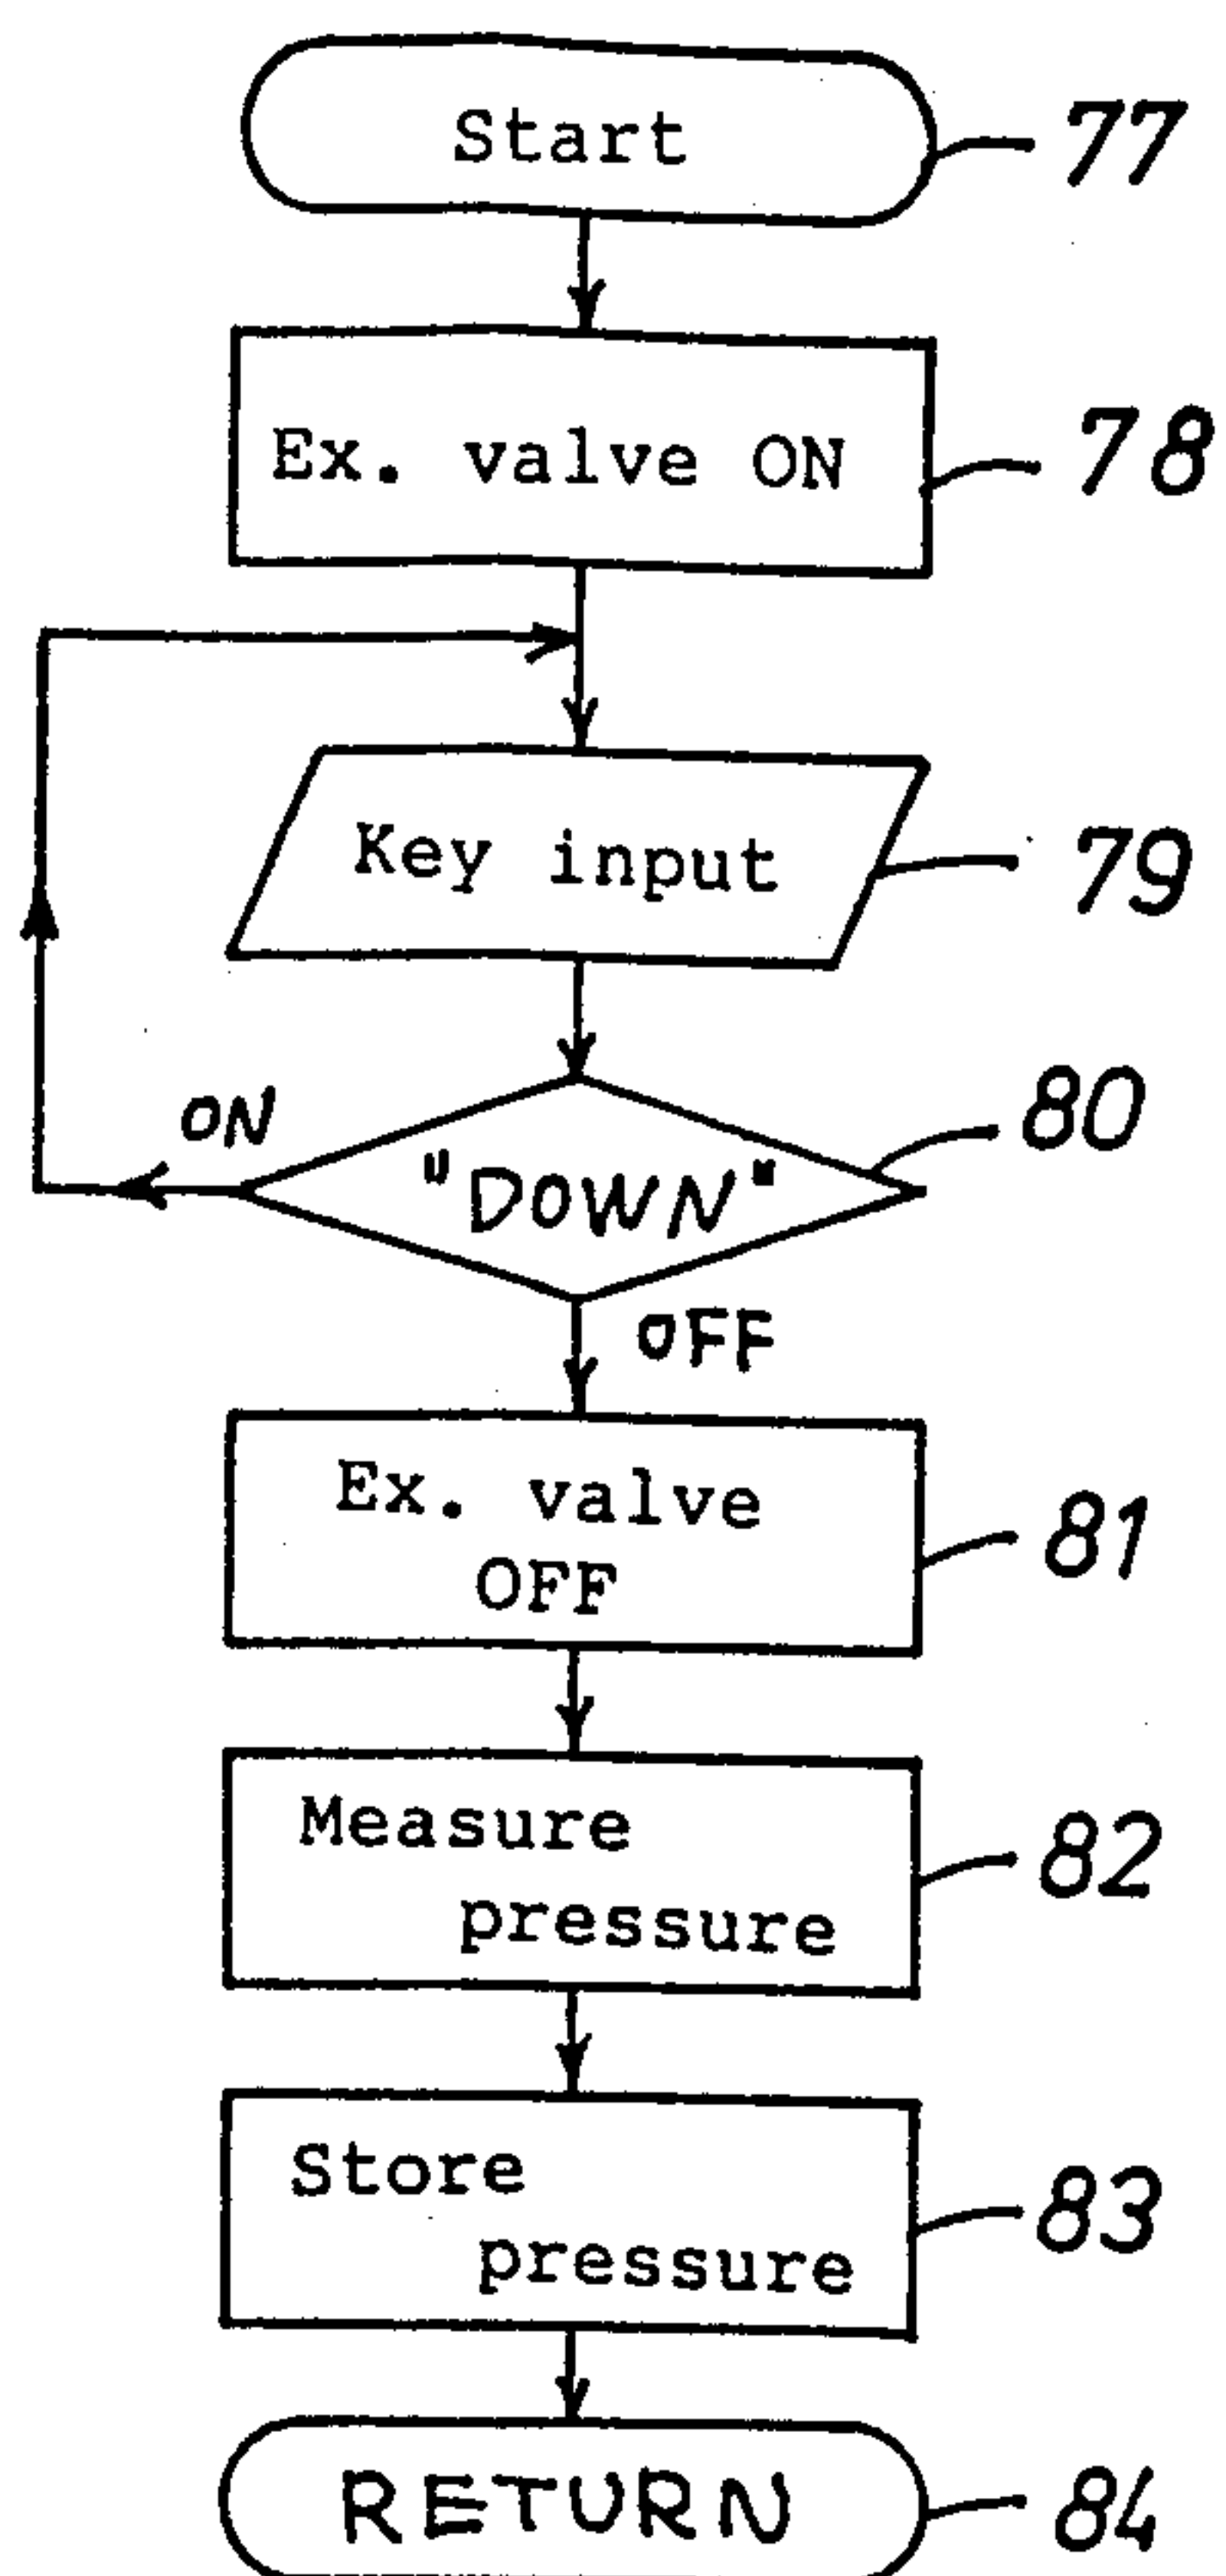 Start
77
Ex. valve ON
78
Key input
79
ON
"DOWN"
80
OFF
Ex. valve
OFF
81
Measure
pressure
82
Store
pressure
83
RETURN
84